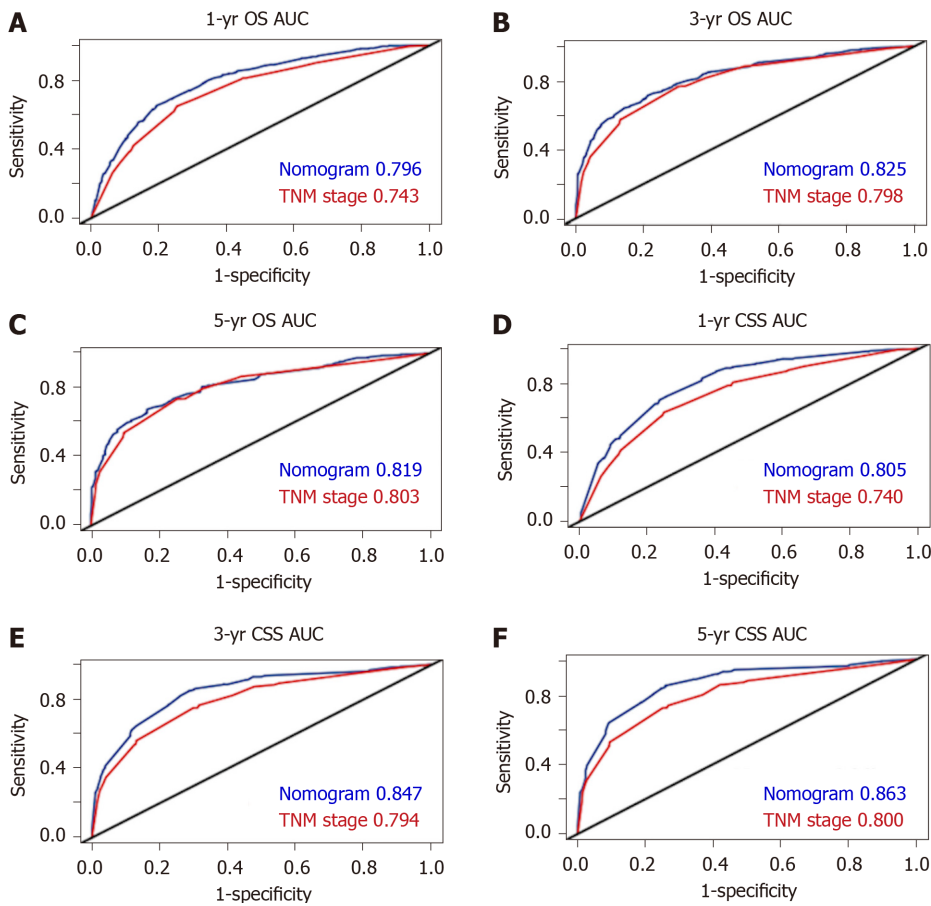 A
1-yr OS AUC
Sensitivity
0.8
0.4
0.0
Nomogram 0.796
TNM stage 0.743
0.0 0.2 0.4 0.6 0.8 1.0
1-specificity
B
3-yr OS AUC
Sensitivity
0.8
0.4
0.0
Nomogram 0.825
TNM stage 0.798
0.0 0.2 0.4 0.6 0.8 1.0
1-specificity
C
5-yr OS AUC
Sensitivity
0.8
0.4
0.0
Nomogram 0.819
TNM stage 0.803
0.0 0.2 0.4 0.6 0.8 1.0
1-specificity
D
1-yr CSS AUC
Sensitivity
0.8
0.4
0.0
Nomogram 0.805
TNM stage 0.740
0.0 0.2 0.4 0.6 0.8 1.0
1-specificity
E
3-yr CSS AUC
Sensitivity
0.8
0.4
0.0
Nomogram 0.847
TNM stage 0.794
0.0 0.2 0.4 0.6 0.8 1.0
1-specificity
F
5-yr CSS AUC
Sensitivity
0.8
0.4
0.0
Nomogram 0.863
TNM stage 0.800
0.0 0.2 0.4 0.6 0.8 1.0
1-specificity